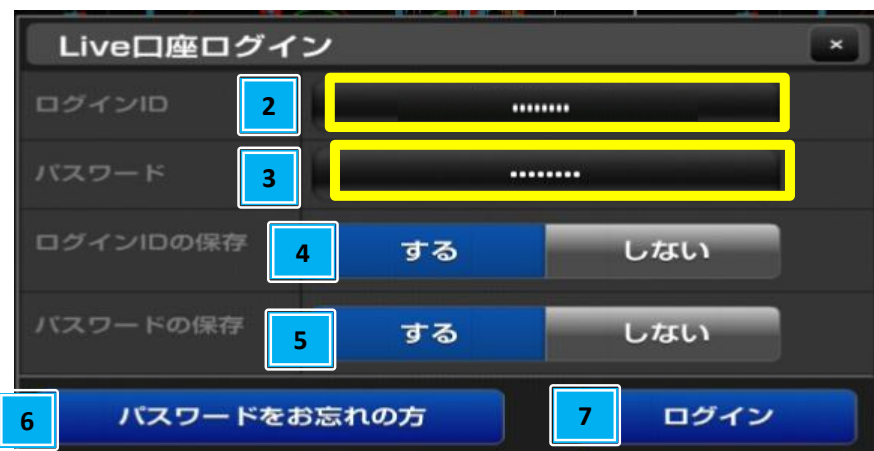 Live口座ログイン ×
ログインID 2 ••••••••
パスワード 3 ••••••••
ログインIDの保存 4 する しない
パスワードの保存 5 する しない
6 パスワードをお忘れの方 7 ログイン